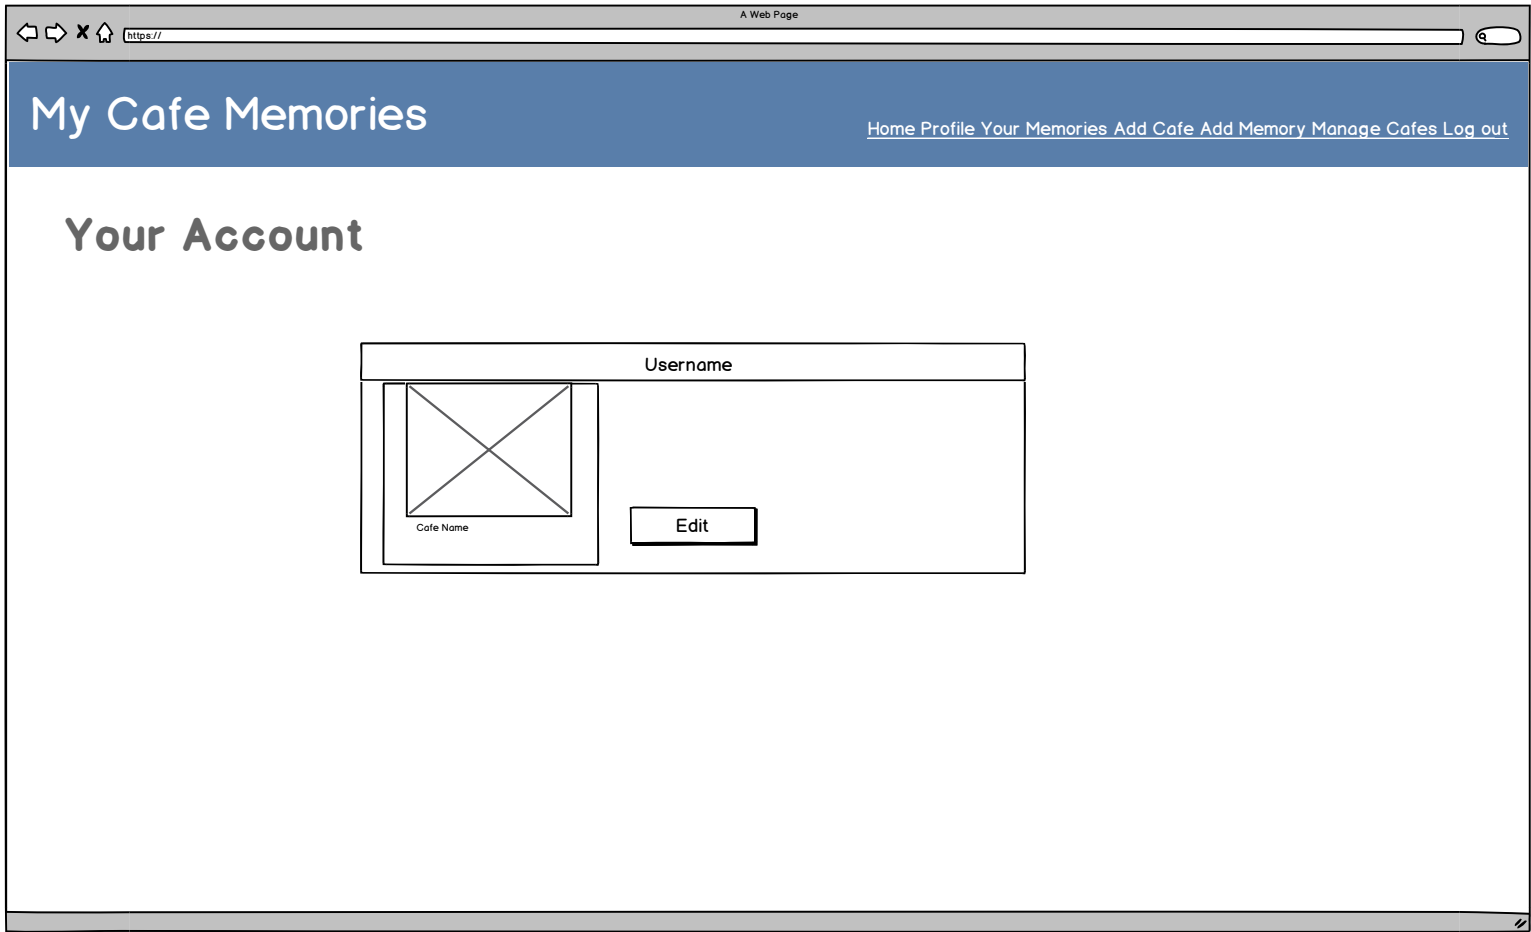 A Web Page
https://
My Cafe Memories
Home Profile Your Memories Add Cafe Add Memory Manage Cafes Log out
Your Account
Username
Cafe Name
Edit